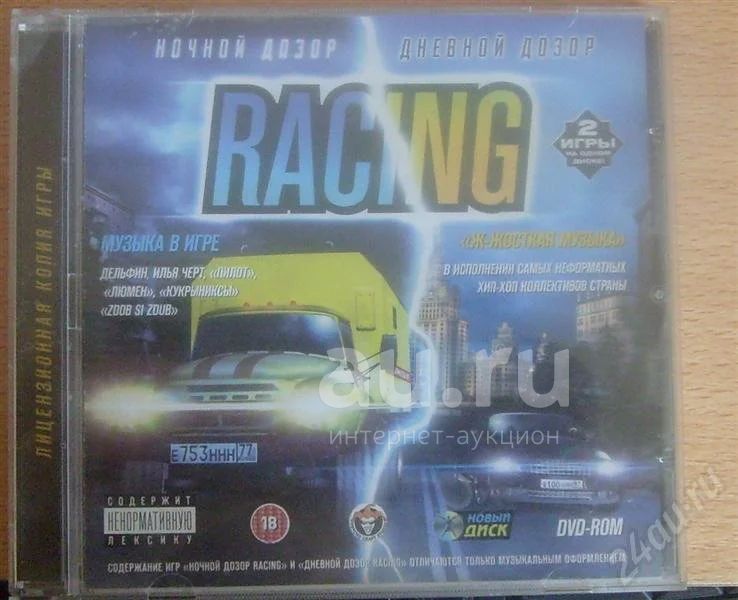 НОЧНОЙ ДОЗОР
ДНЕВНОЙ ДОЗОР
RACING
2
ИГРЫ
НА ОДНОМ
ДИСКЕ!
ЛИЦЕНЗИОННАЯ КОПИЯ ИГРЫ
МУЗЫКА В ИГРЕ
ДЕЛЬФИН, ИЛЬЯ ЧЕРТ, «ПИЛОТ»,
«ЛЮМЕН», «КУКРЫНИКСЫ»
«ZDOB SI ZDUB»
«Ж-ЖОСТКАЯ МУЗЫКА»
В ИСПОЛНЕНИИ САМЫХ НЕФОРМАТНЫХ
ХИП-ХОП КОЛЛЕКТИВОВ СТРАНЫ
au.ru
интернет-аукцион
Е753ННН 77
СОДЕРЖИТ
НЕНОРМАТИВНУЮ
ЛЕКСИКУ
18
НОВЫЙ
ДИСК
DVD-ROM
СОДЕРЖАНИЕ ИГР «НОЧНОЙ ДОЗОР RACING» И «ДНЕВНОЙ ДОЗОР RACING» ОТЛИЧАЮТСЯ ТОЛЬКО МУЗЫКАЛЬНЫМ ОФОРМЛЕНИЕМ
24au.ru